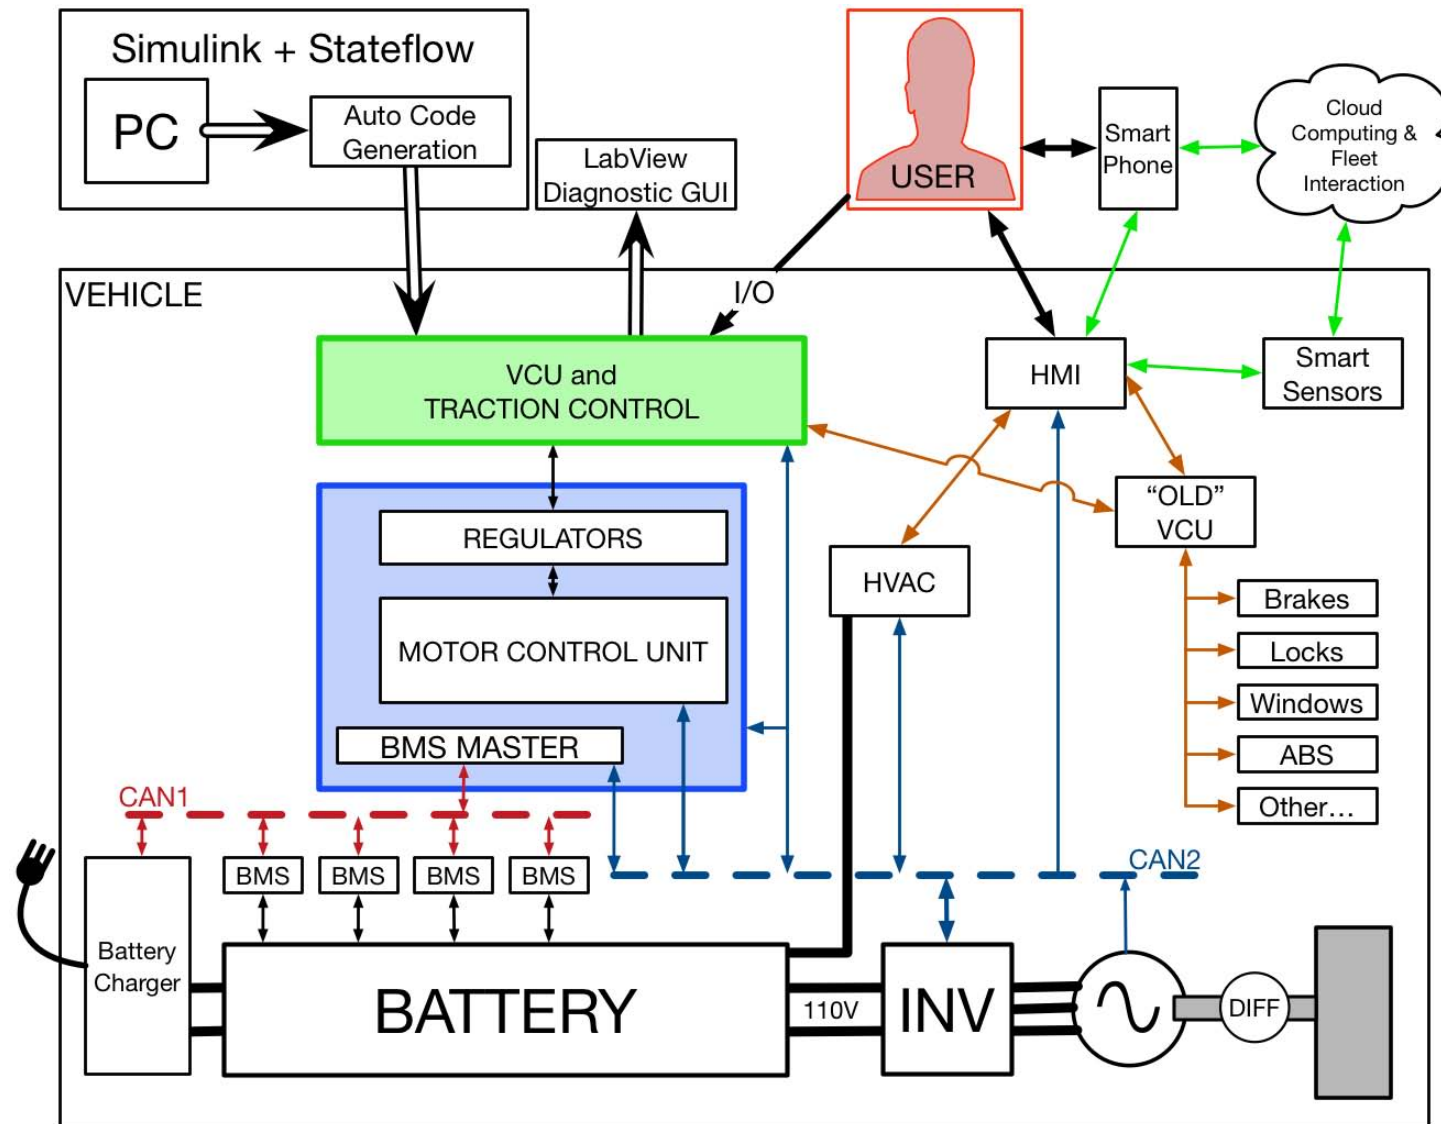 Simulink + Stateflow
PC
Auto Code
Generation
LabView
Diagnostic GUI
USER
Smart
Phone
Cloud
Computing &
Fleet
Interaction
VEHICLE
I/O
VCU and
TRACTION CONTROL
HMI
Smart
Sensors
REGULATORS
"OLD"
VCU
HVAC
MOTOR CONTROL UNIT
Brakes
Locks
Windows
ABS
Other...
BMS MASTER
CAN1
BMS
BMS
BMS
BMS
CAN2
Battery
Charger
BATTERY
110V
INV
DIFF